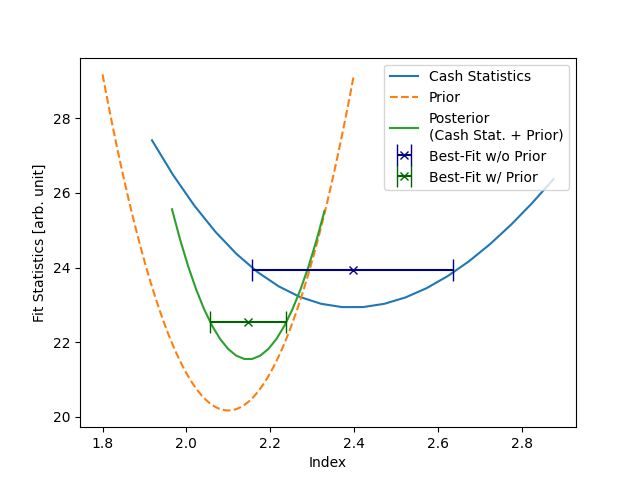 Cash Statistics
Prior
Posterior
(Cash Stat. + Prior)
Best-Fit w/o Prior
Best-Fit w/ Prior
Fit Statistics [arb. unit]
28
26
24
22
20
1.8
2.0
2.2
2.4
2.6
2.8
Index